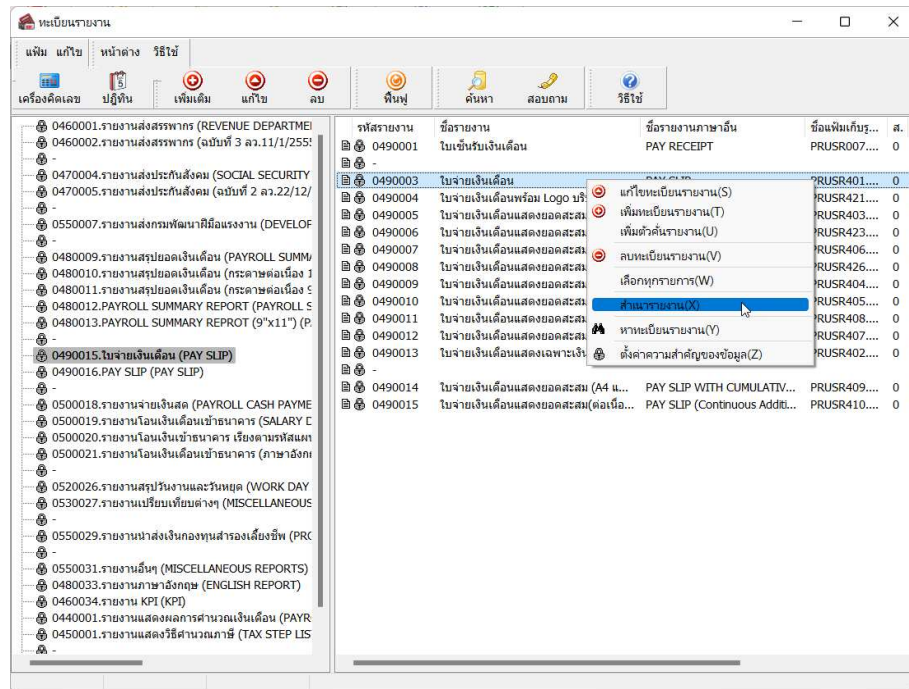 ทะเบียนรายงาน
แฟ้ม แก้ไข หน้าต่าง วิธีใช้
5
เครื่องคิดเลข ปฏิทิน เพิ่มเติม แก้ไข ลบ พื้นฟู ค้นหา สอบถาม วิธีใช้
0460001.รายงานส่งสรรพากร (REVENUE DEPARTME
0460002.รายงานส่งสรรพากร (ฉบับที่ 3 ลว.11/1/255
-
0470004.รายงานส่งประกันสังคม (SOCIAL SECURITY
0470005.รายงานส่งประกันสังคม (ฉบับที่ 2 ลว.22/12/
-
0550007.รายงานส่งกรมพัฒนาฝีมือแรงงาน (DEVELOP
-
0480009.รายงานสรุปยอดเงินเดือน (PAYROLL SUMM
0480010.รายงานสรุปยอดเงินเดือน (กระดาษต่อเนื่อง 1
0480011.รายงานสรุปยอดเงินเดือน (กระดาษต่อเนื่อง 9
0480012.PAYROLL SUMMARY REPORT (PAYROLL S
0480013.PAYROLL SUMMARY REPROT (9"x11") (P
-
0490015.ใบจ่ายเงินเดือน (PAY SLIP)
0490016.PAY SLIP (PAY SLIP)
-
0500018.รายงานจ่ายเงินสด (PAYROLL CASH PAYME
0500019.รายงานโอนเงินเดือนเข้าธนาคาร (SALARY D
0500020.รายงานโอนเงินเข้าธนาคาร เรียงตามรหัสแผน
0500021.รายงานโอนเงินเดือนเข้าธนาคาร (ภาษาอังกฤ
-
0520026.รายงานสรุปวันงานและวันหยุด (WORK DAY
0530027.รายงานเปรียบเทียบต่างๆ (MISCELLANEOUS
-
0550029.รายงานนำส่งเงินกองทุนสำรองเลี้ยงชีพ (PRO
-
0550031.รายงานอื่นๆ (MISCELLANEOUS REPORTS)
0480033.รายงานภาษาอังกฤษ (ENGLISH REPORT)
0460034.รายงาน KPI (KPI)
0440001.รายงานแสดงผลการคำนวณเงินเดือน (PAYR
0450001.รายงานแสดงวิธีคำนวณภาษี (TAX STEP LIS
-
รหัสรายงาน ชื่อรายงาน ชื่อรายงานภาษาอื่น ชื่อแฟ้มเก็บรู... ส.
0490001 ใบเซ็นรับเงินเดือน PAY RECEIPT PRUSR007.... 0
-
0490003 ใบจ่ายเงินเดือน PAY SLIP PRUSR401.... 0
0490004 ใบจ่ายเงินเดือนพร้อม Logo บริ PRUSR421.... 0
0490005 ใบจ่ายเงินเดือนแสดงยอดสะสม PRUSR403.... 0
0490006 ใบจ่ายเงินเดือนแสดงยอดสะสม PRUSR423.... 0
0490007 ใบจ่ายเงินเดือนแสดงยอดสะสม PRUSR406.... 0
0490008 ใบจ่ายเงินเดือนแสดงยอดสะสม PRUSR426.... 0
0490009 ใบจ่ายเงินเดือนแสดงยอดสะสม PRUSR404.... 0
0490010 ใบจ่ายเงินเดือนแสดงยอดสะสม PRUSR405.... 0
0490011 ใบจ่ายเงินเดือนแสดงยอดสะสม PRUSR408.... 0
0490012 ใบจ่ายเงินเดือนแสดงยอดสะสม PRUSR407.... 0
0490013 ใบจ่ายเงินเดือนแสดงเฉพาะเงิ PRUSR402.... 0
-
0490014 ใบจ่ายเงินเดือนแสดงยอดสะสม (A4 แ... PAY SLIP WITH CUMULATIV... PRUSR409.... 0
0490015 ใบจ่ายเงินเดือนแสดงยอดสะสม(ต่อเนื่อ... PAY SLIP (Continuous Additi... PRUSR410.... 0
แก้ไขทะเบียนรายงาน(S)
เพิ่มทะเบียนรายงาน(T)
เพิ่มตัวคั่นรายงาน(U)
ลบทะเบียนรายงาน(V)
เลือกทุกรายการ(W)
สำเนารายงาน(X)
หาทะเบียนรายงาน(Y)
ตั้งค่าความสำคัญของข้อมูล(Z)